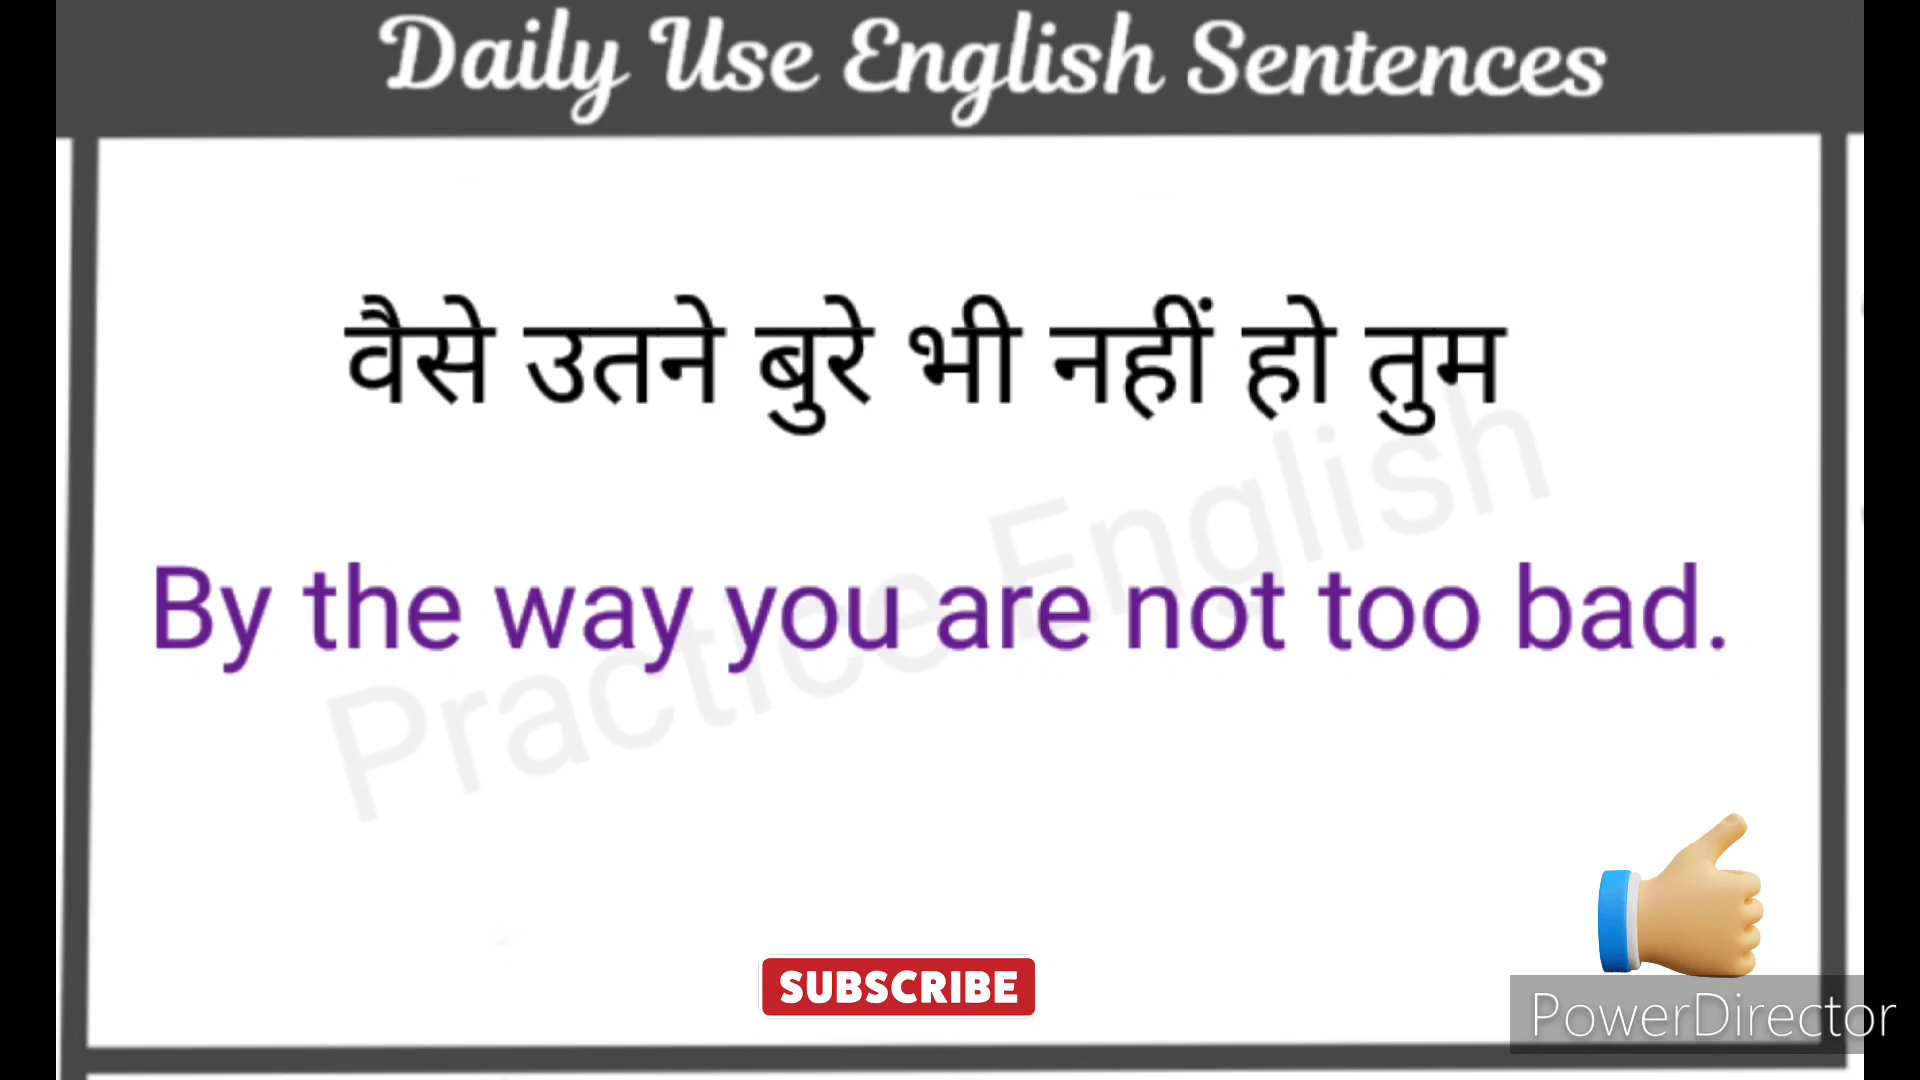 Daily Use English Sentences
वैसे उतने बुरे भी नहीं हो तुम
By the way you are not too bad.
Practice English
SUBSCRIBE
PowerDirector